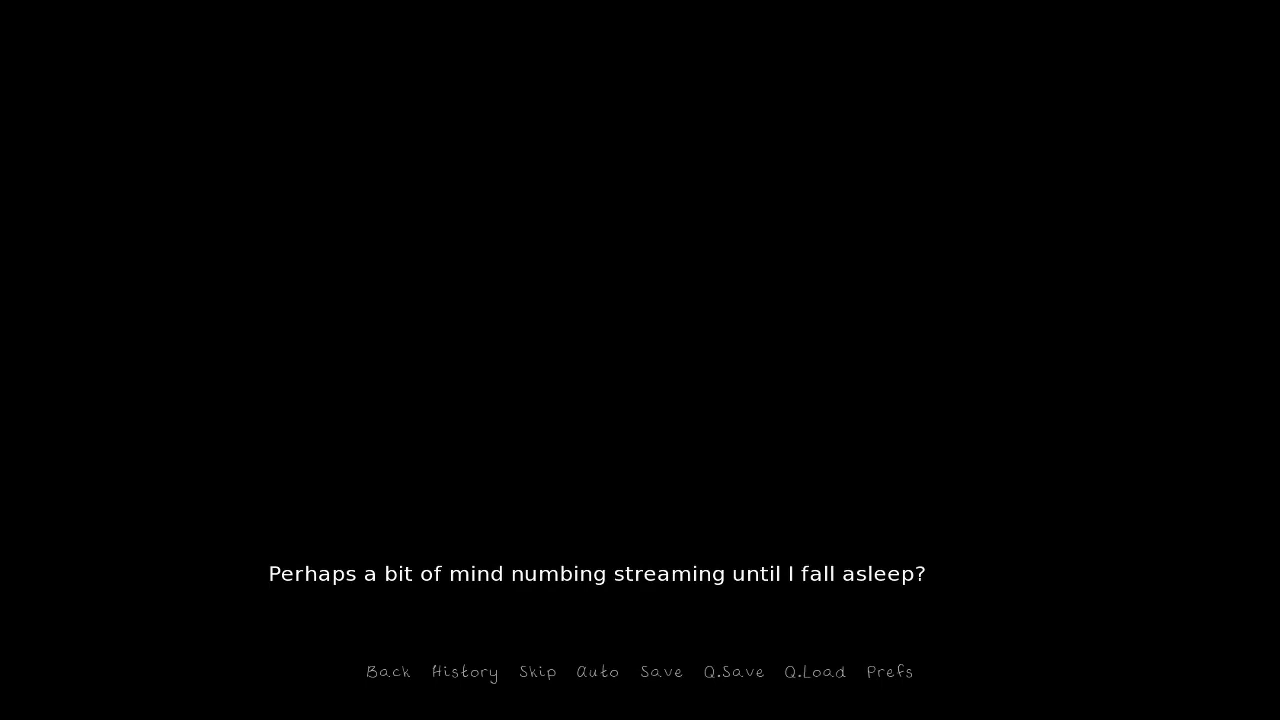 Perhaps a bit of mind numbing streaming until I fall asleep?
Back History Skip Auto Save Q.Save Q.Load Prefs